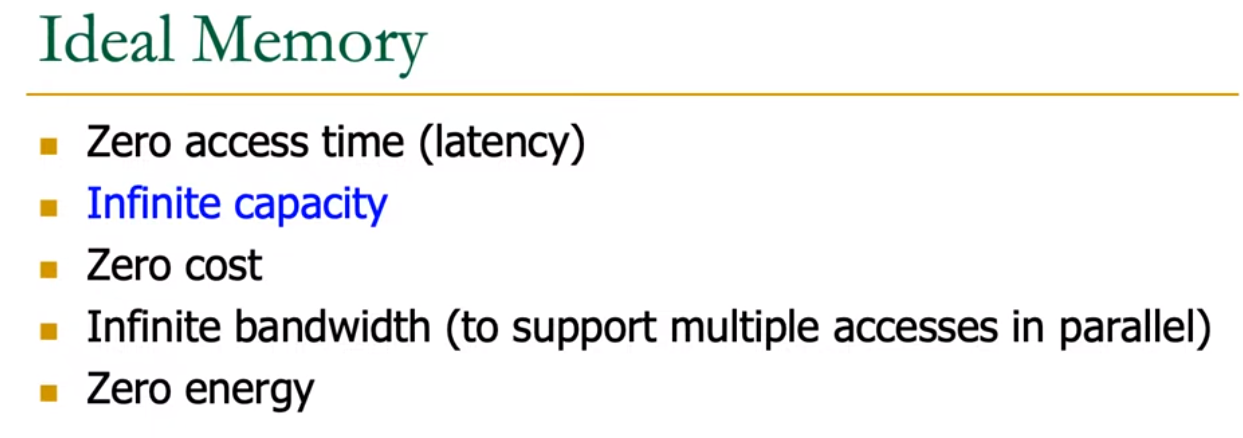 Ideal Memory
Zero access time (latency)
Infinite capacity
Zero cost
Infinite bandwidth (to support multiple accesses in parallel)
Zero energy